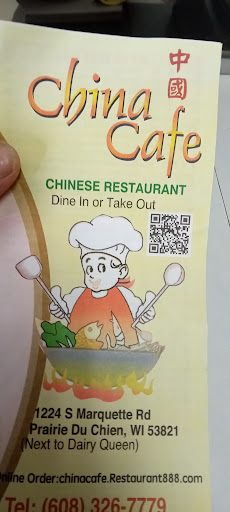 中
國
China
Cafe
CHINESE RESTAURANT
Dine In or Take Out
1224 S Marquette Rd
Prairie Du Chien, WI 53821
(Next to Dairy Queen)
nline Order:chinacafe.Restaurant888.com
Tel: (608) 326-7779